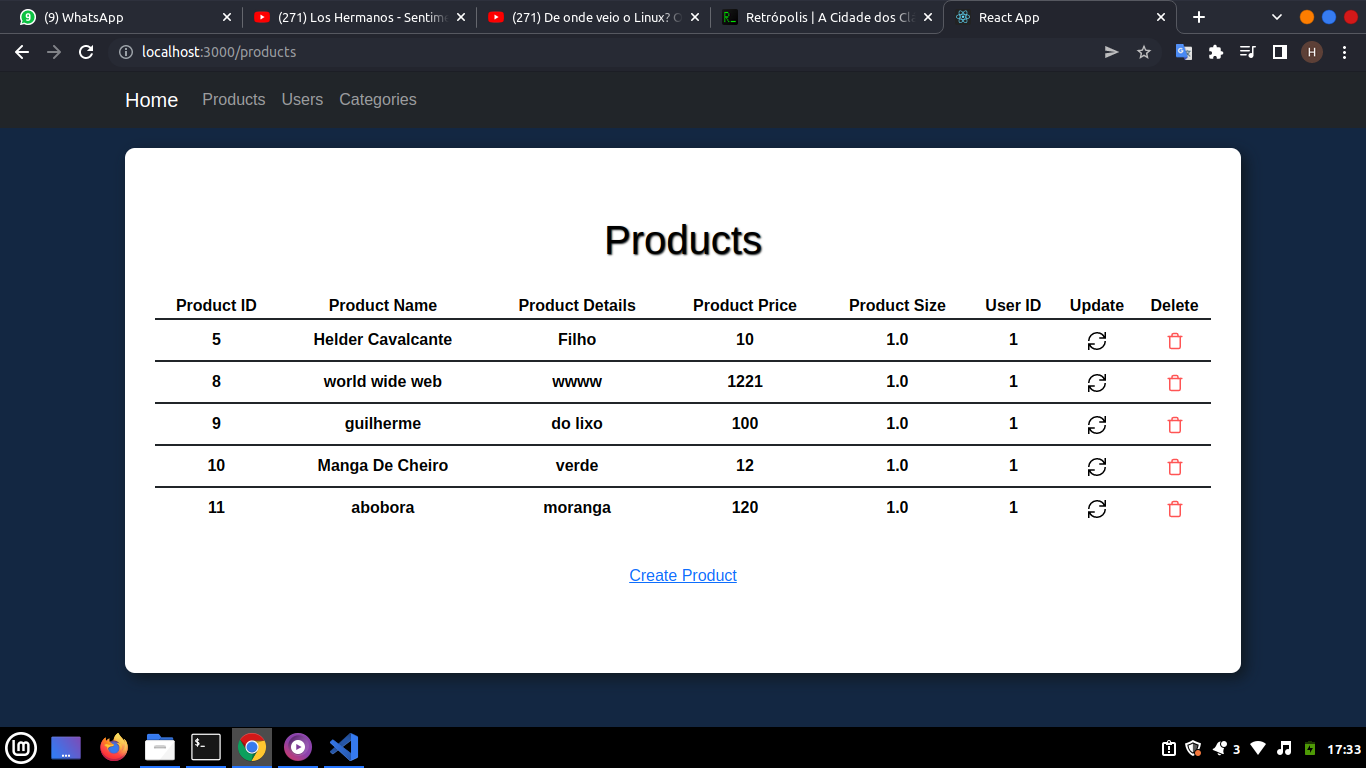 9 (9) WhatsApp
(271) Los Hermanos - Sentim
(271) De onde veio o Linux? O
R_ Retrópolis | A Cidade dos Clá
React App
localhost:3000/products
G H
Home Products Users Categories
Products
Product ID Product Name Product Details Product Price Product Size User ID Update Delete
5 Helder Cavalcante Filho 10 1.0 1
8 world wide web wwww 1221 1.0 1
9 guilherme do lixo 100 1.0 1
10 Manga De Cheiro verde 12 1.0 1
11 abobora moranga 120 1.0 1
Create Product
... $_ 3 17:33